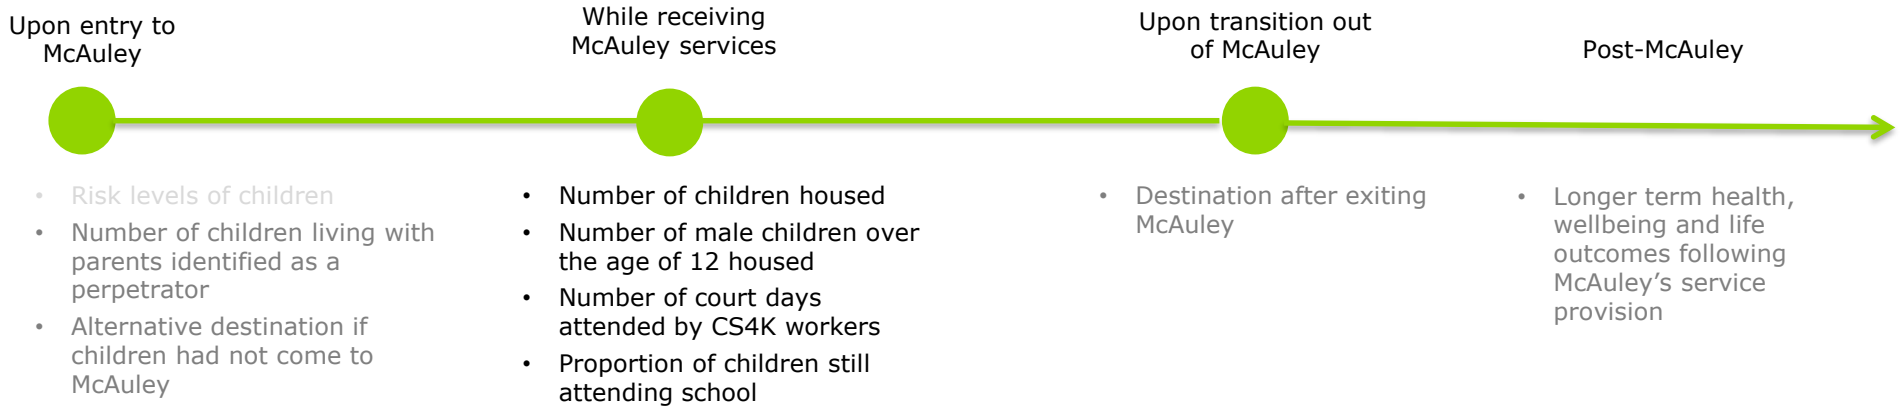 Upon entry to
McAuley
While receiving
McAuley services
Upon transition out
of McAuley
Post-McAuley
• Risk levels of children
• Number of children living with
parents identified as a
perpetrator
• Alternative destination if
children had not come to
McAuley
• Number of children housed
• Number of male children over
the age of 12 housed
• Number of court days
attended by CS4K workers
• Proportion of children still
attending school
• Destination after exiting
McAuley
• Longer term health,
wellbeing and life
outcomes following
McAuley’s service
provision